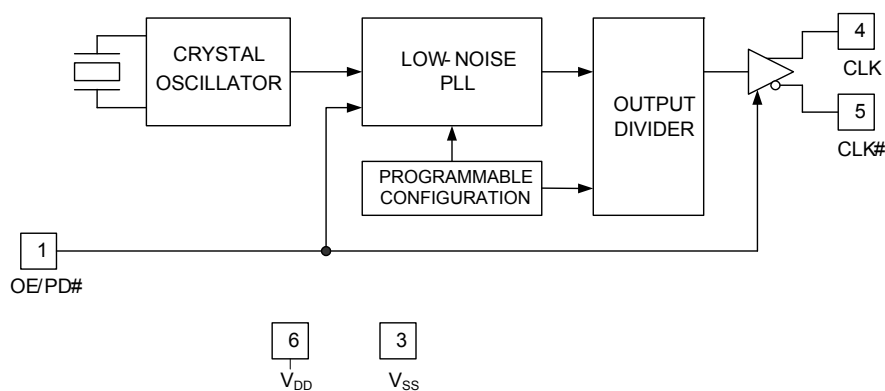 CRYSTAL
OSCILLATOR
LOW-NOISE
PLL
OUTPUT
DIVIDER
PROGRAMMABLE
CONFIGURATION
4
CLK
5
CLK#
1
OE/PD#
6
VDD
3
VSS